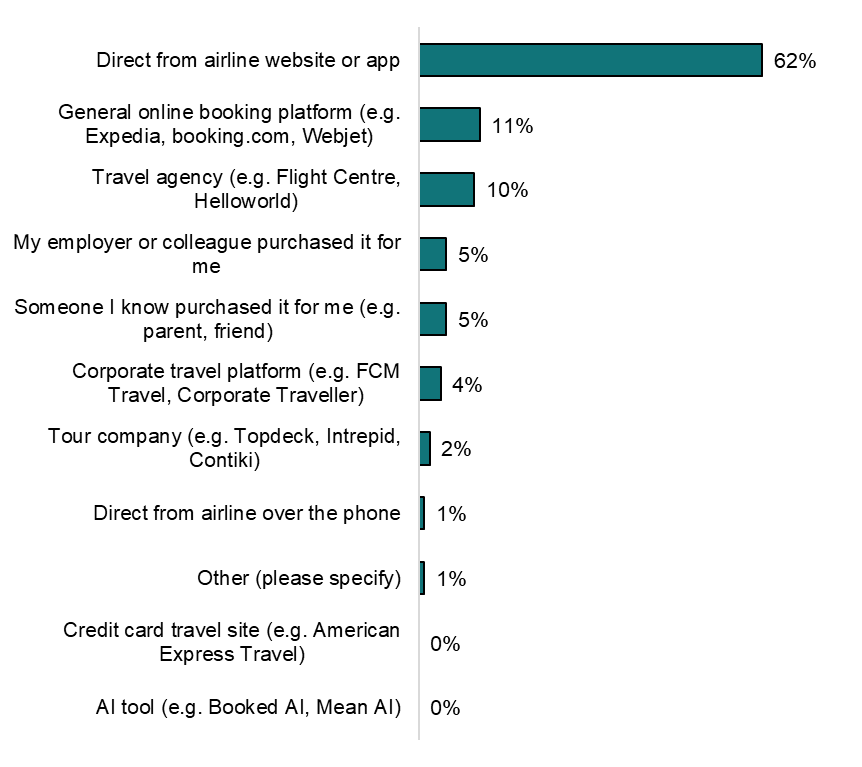 Direct from airline website or app
62%
General online booking platform (e.g.
Expedia, booking.com, Webjet)
11%
Travel agency (e.g. Flight Centre,
Helloworld)
10%
My employer or colleague purchased it for
me
5%
Someone I know purchased it for me (e.g.
parent, friend)
5%
Corporate travel platform (e.g. FCM
Travel, Corporate Traveller)
4%
Tour company (e.g. Topdeck, Intrepid,
Contiki)
2%
Direct from airline over the phone
1%
Other (please specify)
1%
Credit card travel site (e.g. American
Express Travel)
0%
AI tool (e.g. Booked AI, Mean AI)
0%